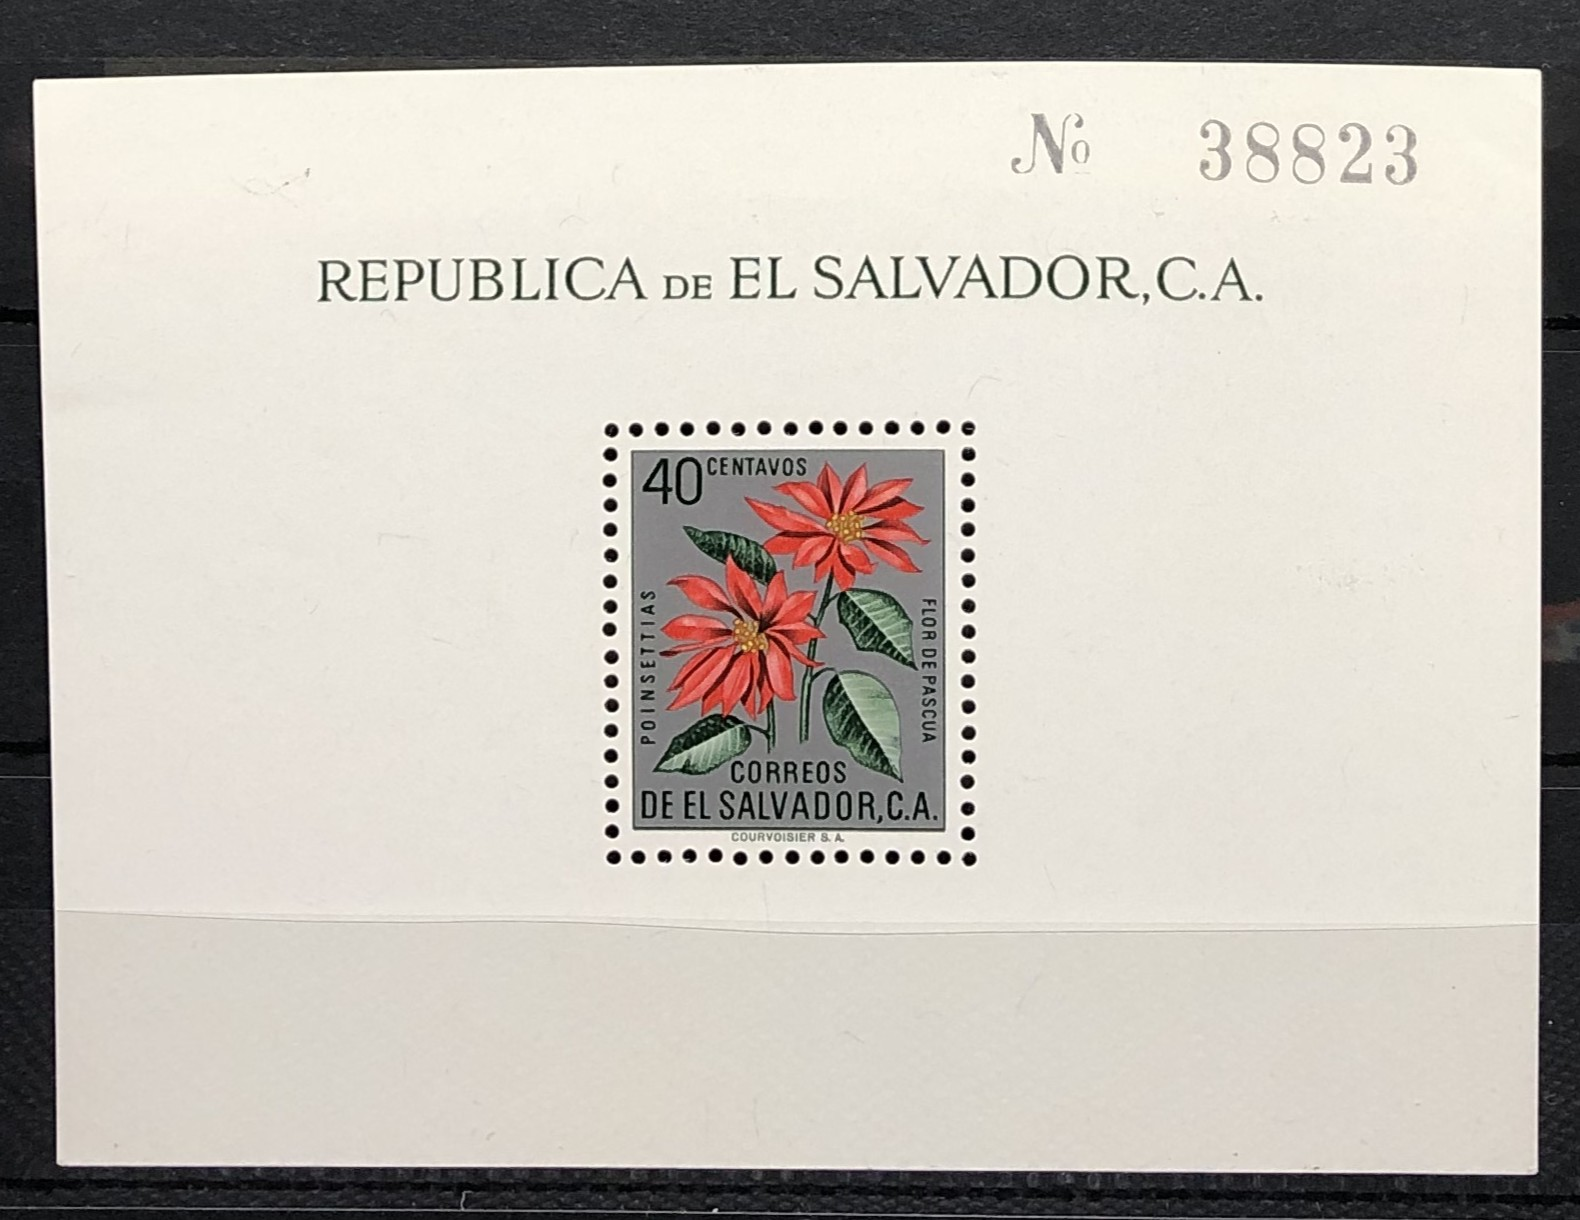 No 38823
REPUBLICA DE EL SALVADOR, C.A.
40 CENTAVOS
POINSETTIAS
FLOR DE PASCUA
CORREOS
DE EL SALVADOR, C.A.
COURVOISIER S.A.